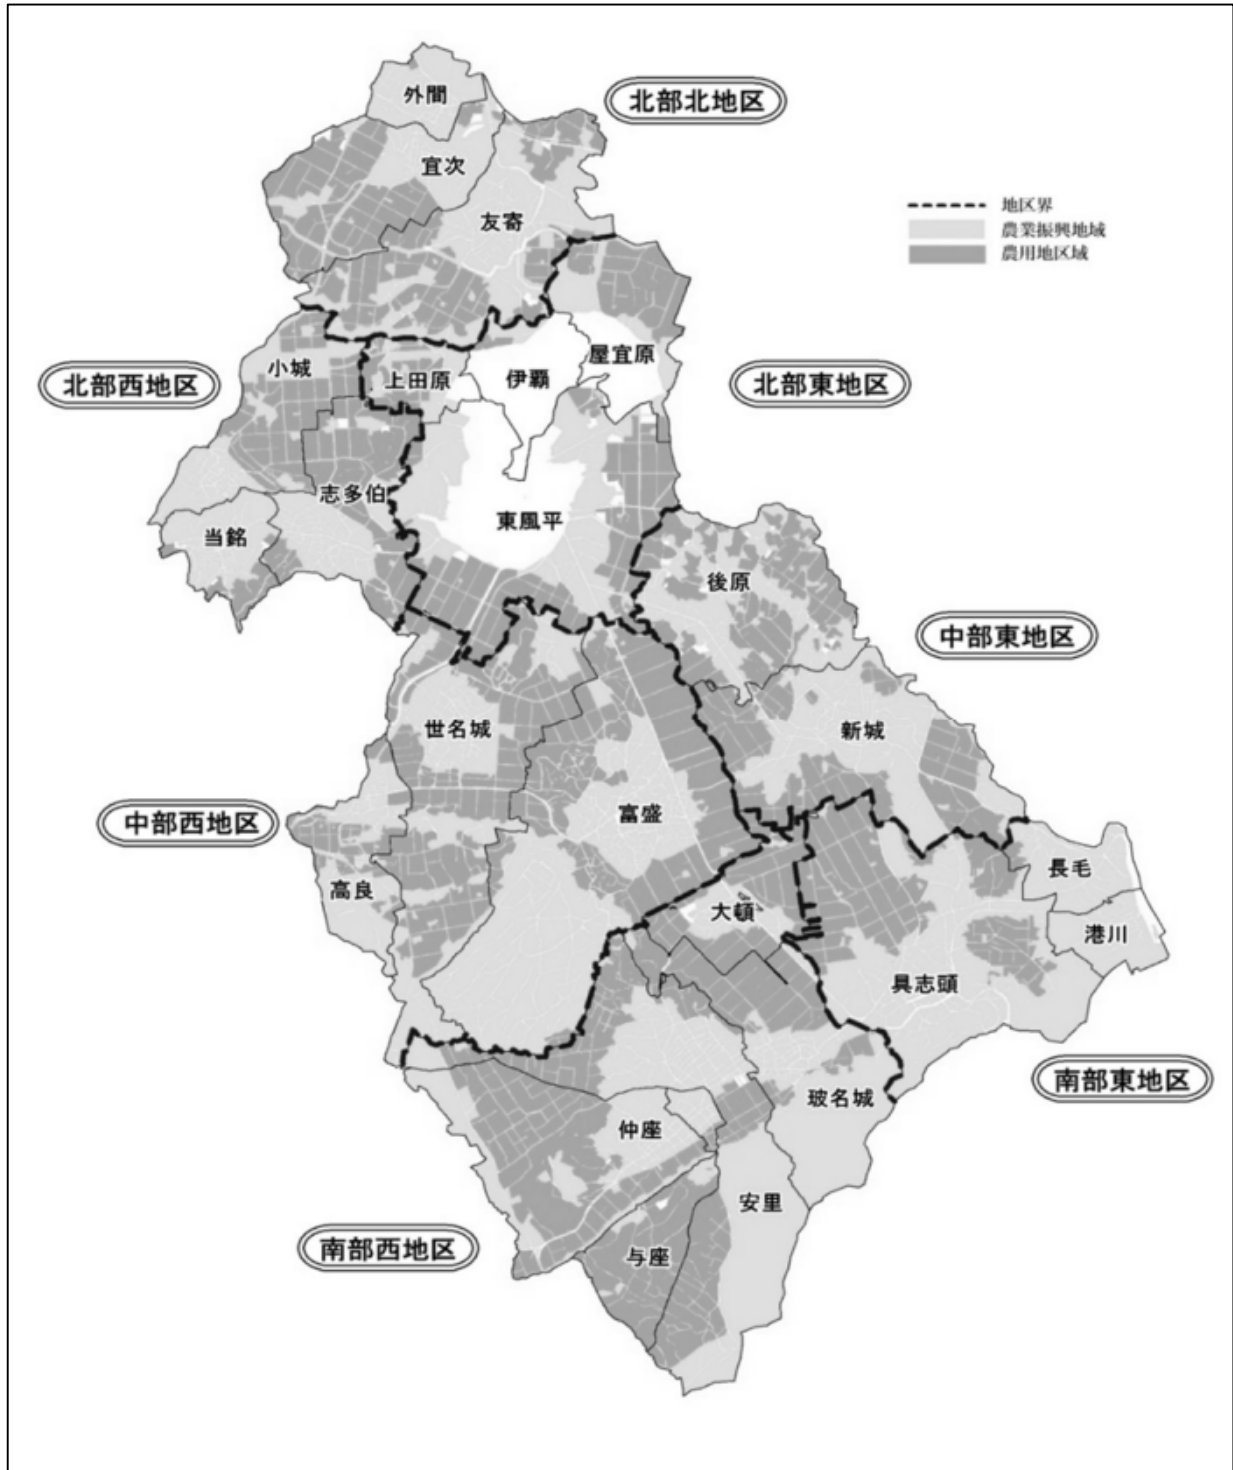 外間
北部北地区
宜次
友寄
地区界
農業振興地域
農用地区域
小城
屋宜原
北部西地区
上田原
伊覇
北部東地区
志多伯
東風平
当銘
後原
中部東地区
世名城
新城
富盛
中部西地区
長毛
高良
大頓
港川
具志頭
南部東地区
玻名城
仲座
安里
南部西地区
与座